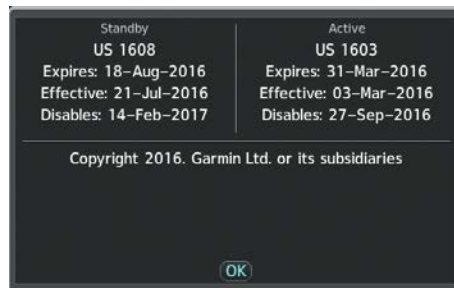 Standby
US 1608
Expires: 18–Aug–2016
Effective: 21–Jul–2016
Disables: 14–Feb–2017
Active
US 1603
Expires: 31–Mar–2016
Effective: 03–Mar–2016
Disables: 27–Sep–2016
Copyright 2016. Garmin Ltd. or its subsidiaries
OK